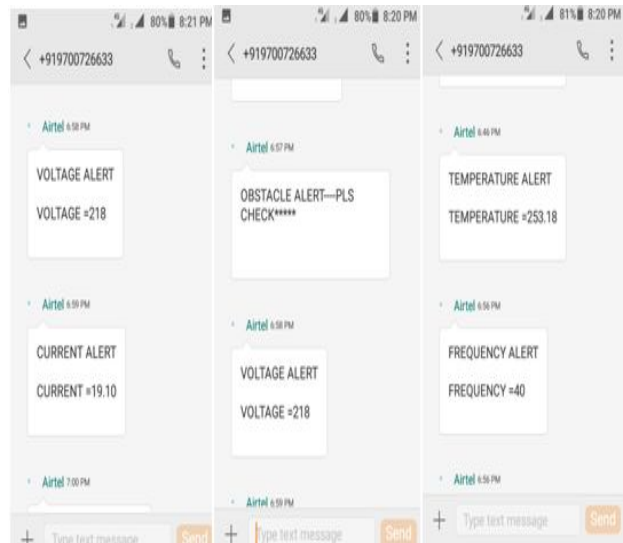 80% 8:21 PM
+919700726633
Airtel 6:58 PM
VOLTAGE ALERT
VOLTAGE =218
Airtel 6:59 PM
CURRENT ALERT
CURRENT =19.10
Airtel 7:00 PM
Type text message
Send
80% 8:20 PM
+919700726633
Airtel 6:57 PM
OBSTACLE ALERT---PLS
CHECK*****
Airtel 6:58 PM
VOLTAGE ALERT
VOLTAGE =218
Airtel 6:59 PM
Type text message
Send
81% 8:20 PM
+919700726633
Airtel 6:46 PM
TEMPERATURE ALERT
TEMPERATURE =253.18
Airtel 6:56 PM
FREQUENCY ALERT
FREQUENCY =40
Airtel 6:56 PM
Type text message
Send